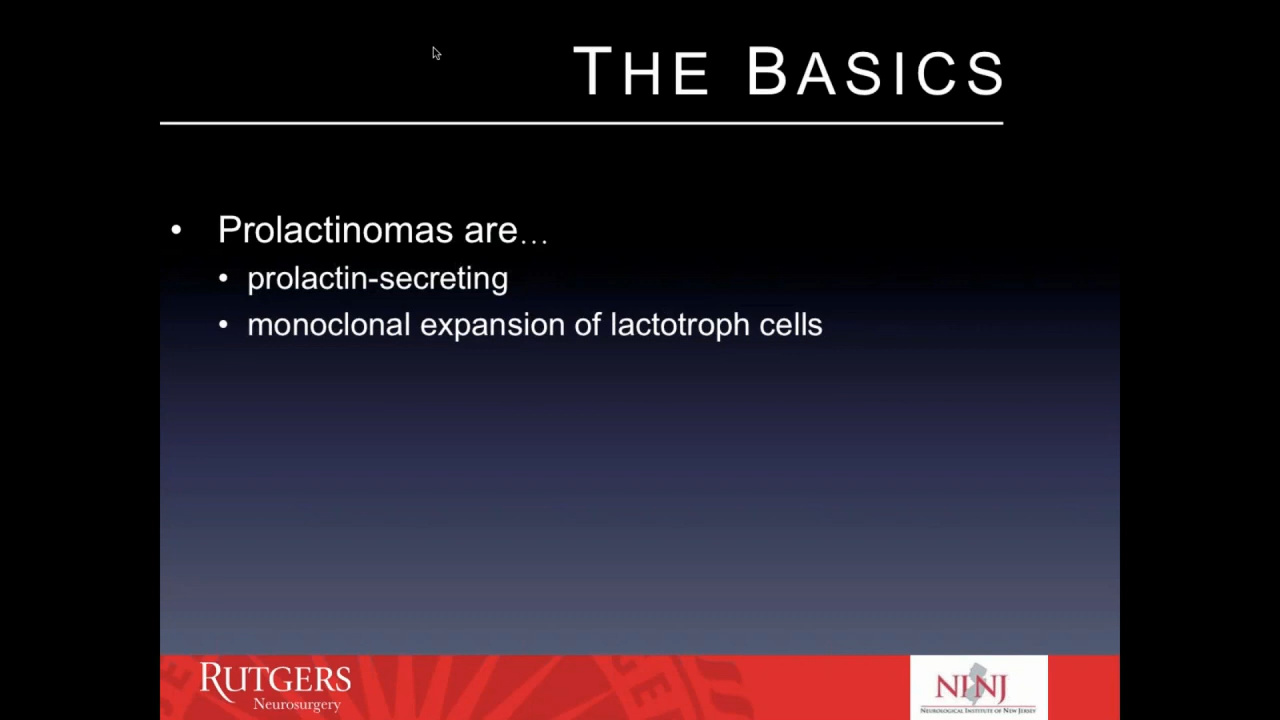 THE BASICS
• Prolactinomas are...
• prolactin-secreting
• monoclonal expansion of lactotroph cells
RUTGERS
Neurosurgery
NINJ
NEUROLOGICAL INSTITUTE OF NEW JERSEY